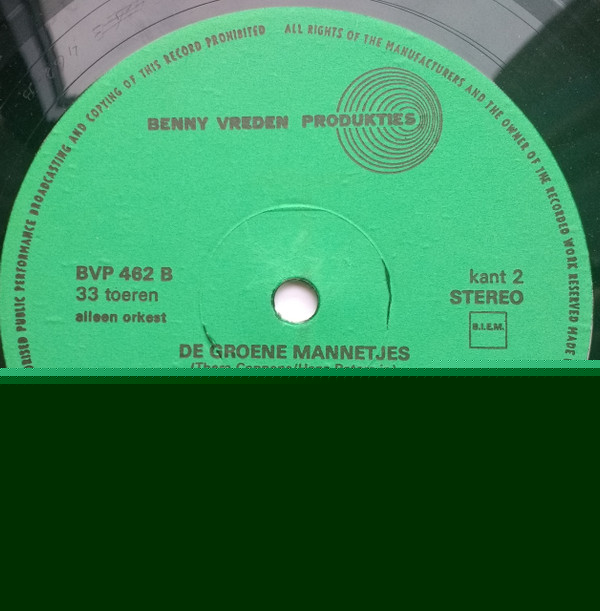 ORISED PUBLIC PERFORMANCE BROADCASTING AND COPYING OF THIS RECORD PROHIBITED
ALL RIGHTS OF THE MANUFACTURERS AND THE OWNER OF THE RECORDED WORK RESERVED MADE
BENNY VREDEN PRODUKTIES
BVP 462 B
33 toeren
alleen orkest
kant 2
STEREO
B.I.E.M.
DE GROENE MANNETJES